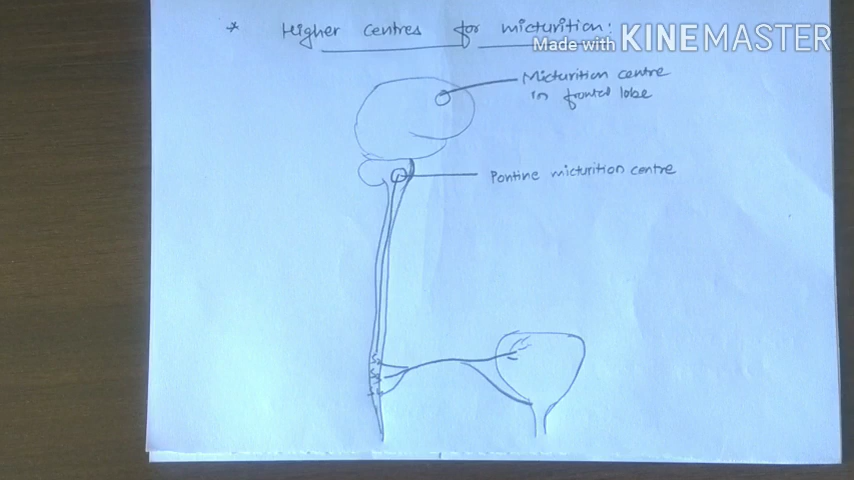 * Higher centres for micturition:
Made with KINEMASTER
Micturition centre
in frontal lobe
Pontine micturition centre